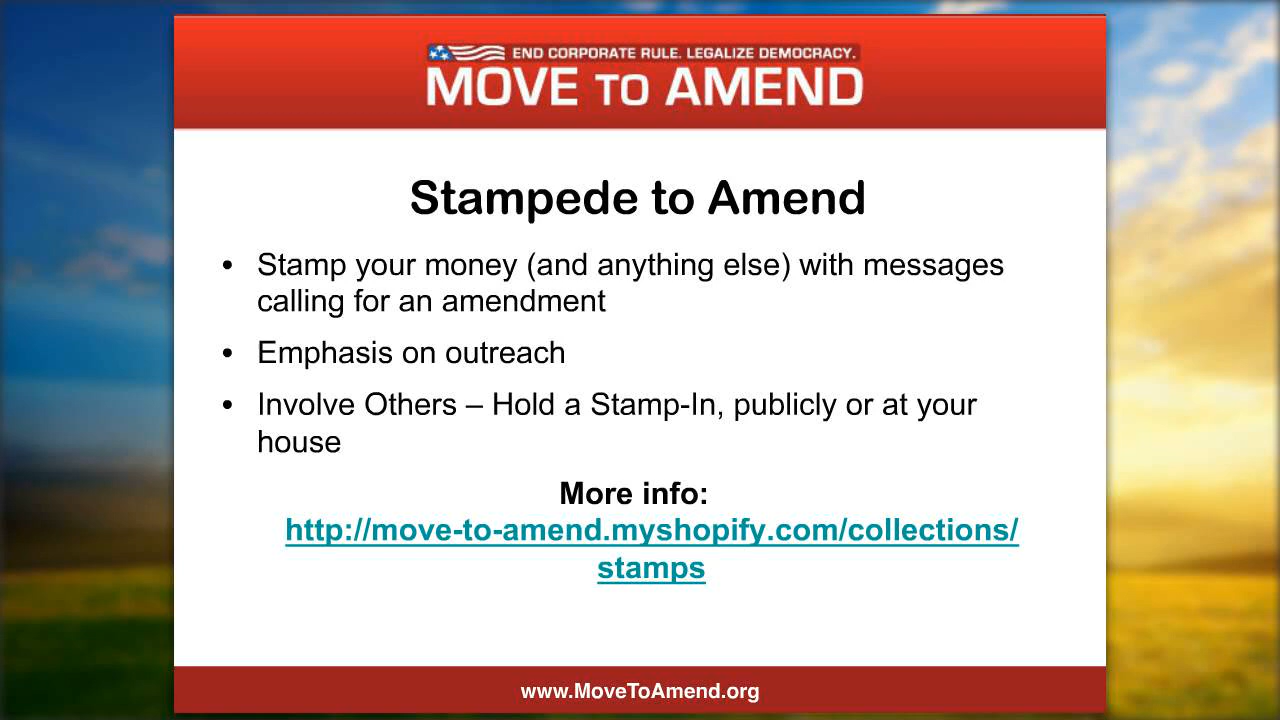 END CORPORATE RULE. LEGALIZE DEMOCRACY.
MOVE TO AMEND
Stampede to Amend
• Stamp your money (and anything else) with messages
calling for an amendment
• Emphasis on outreach
• Involve Others – Hold a Stamp-In, publicly or at your
house
More info:
http://move-to-amend.myshopify.com/collections/
stamps
www.MoveToAmend.org